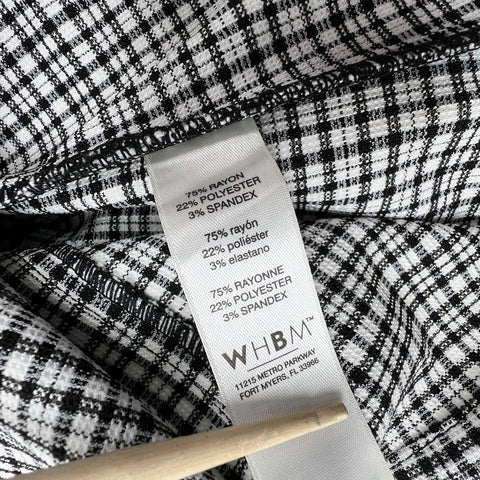 75% RAYON
22% POLYESTER
3% SPANDEX
75% rayón
22% poliéster
3% elastano
75% RAYONNE
22% POLYESTER
3% SPANDEX
WHBM™
11215 METRO PARKWAY
FORT MYERS, FL 33966